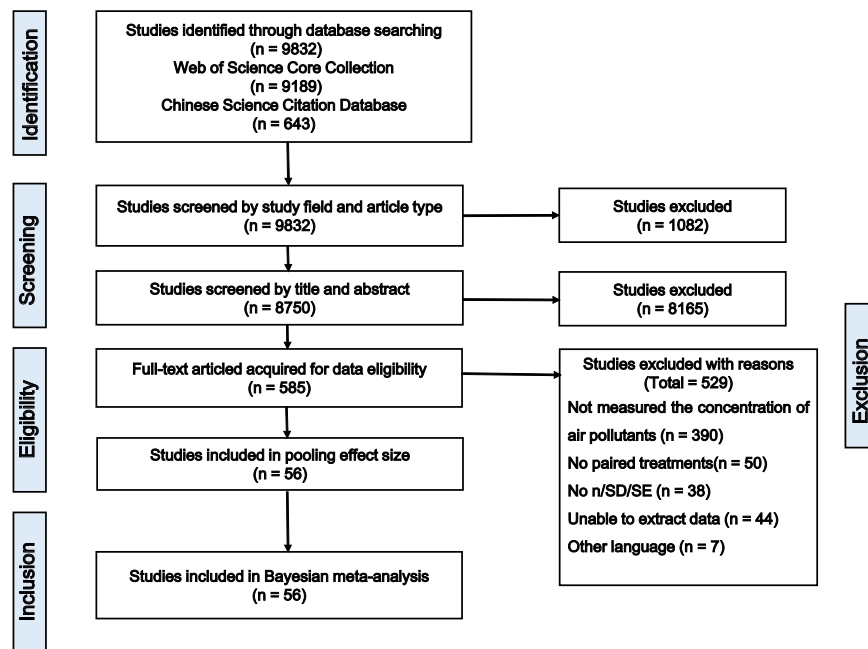 Identification
Studies identified through database searching
(n = 9832)
Web of Science Core Collection
(n = 9189)
Chinese Science Citation Database
(n = 643)
Screening
Studies screened by study field and article type
(n = 9832)
Studies excluded
(n = 1082)
Studies screened by title and abstract
(n = 8750)
Studies excluded
(n = 8165)
Eligibility
Full-text articled acquired for data eligibility
(n = 585)
Studies included in pooling effect size
(n = 56)
Exclusion
Studies excluded with reasons
(Total = 529)
Not measured the concentration of
air pollutants (n = 390)
No paired treatments(n = 50)
No n/SD/SE (n = 38)
Unable to extract data (n = 44)
Other language (n = 7)
Inclusion
Studies included in Bayesian meta-analysis
(n = 56)